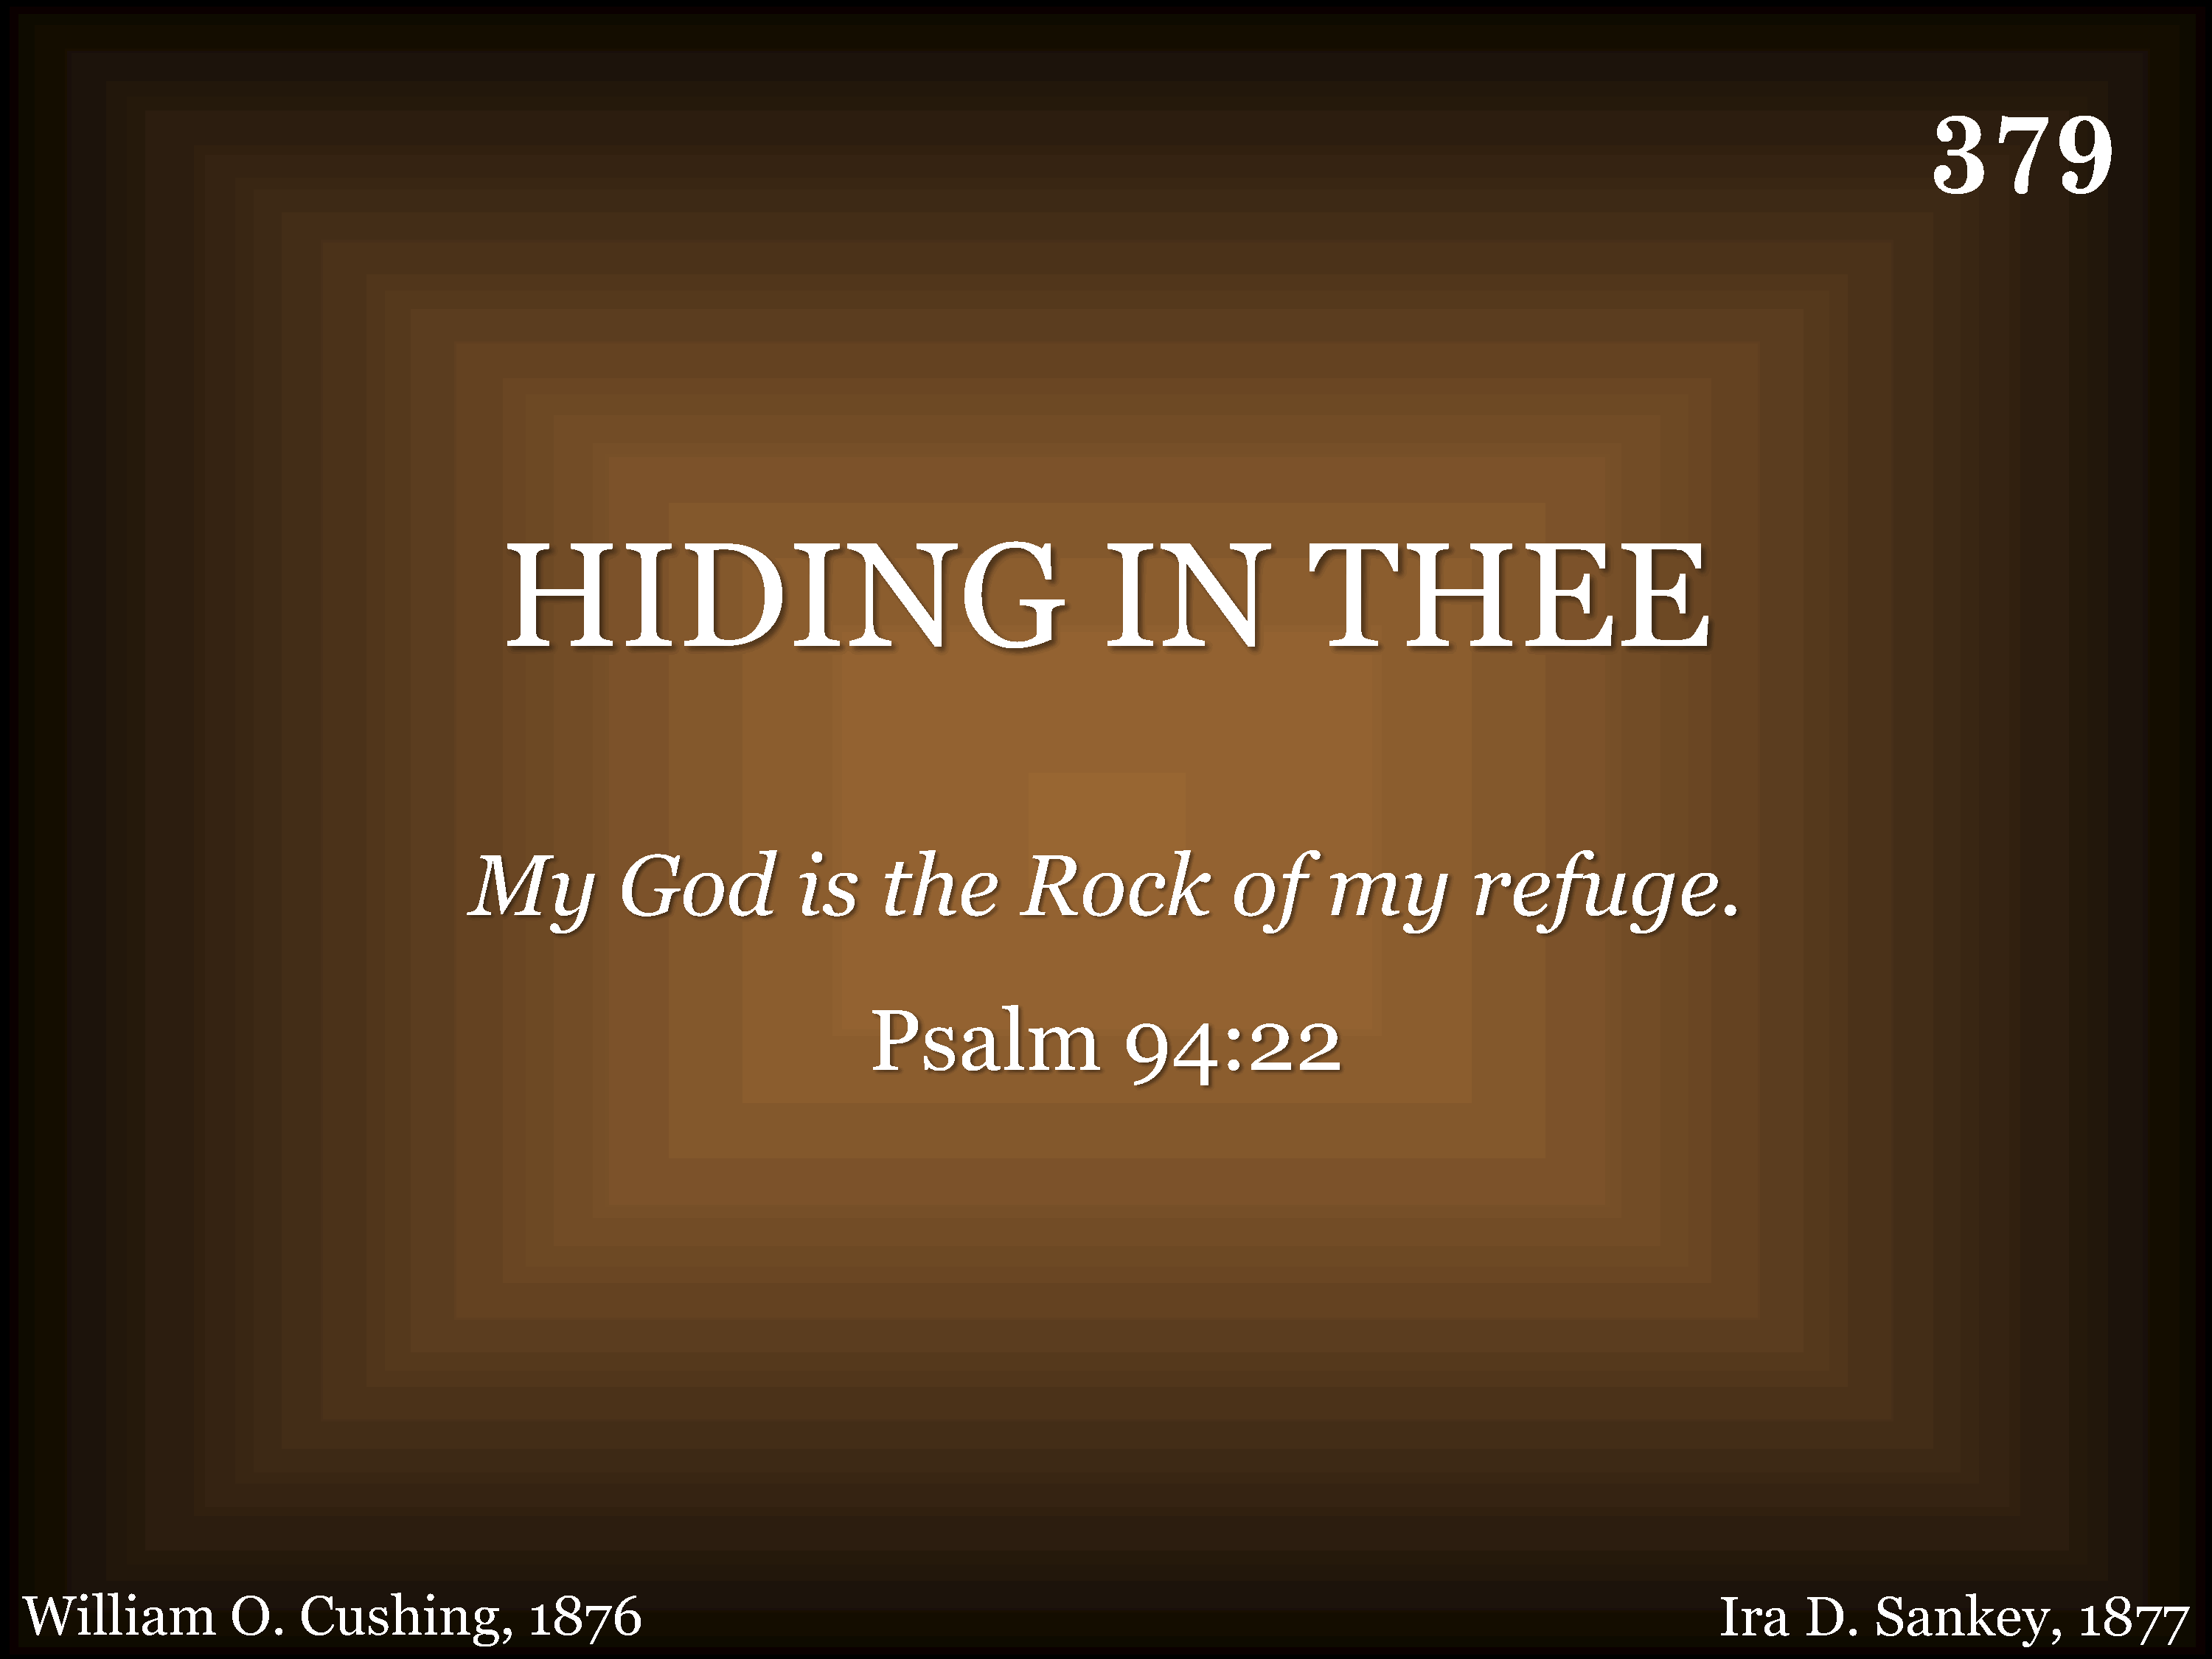 379
HIDING IN THEE
My God is the Rock of my refuge.
Psalm 94:22
William O. Cushing, 1876
Ira D. Sankey, 1877